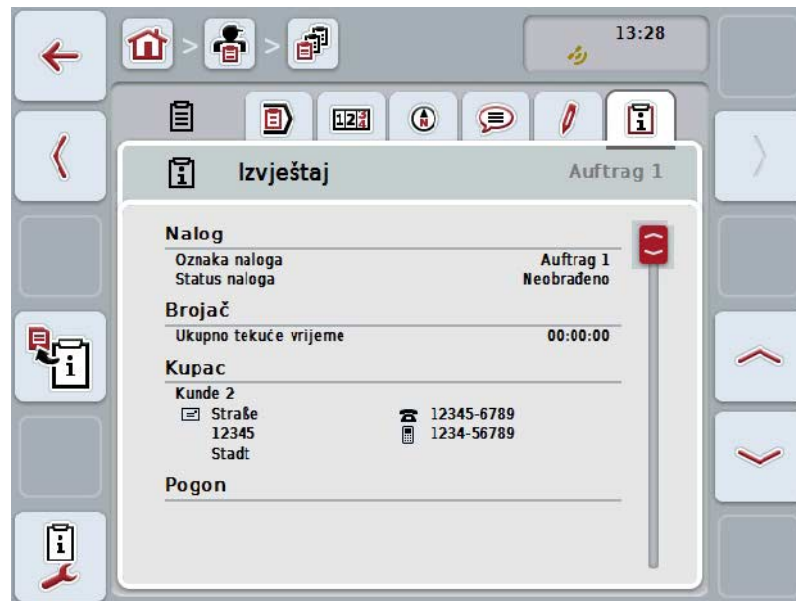 13:28
Izvještaj
Auftrag 1
Nalog
Oznaka naloga Auftrag 1
Status naloga Neobrađeno
Brojač
Ukupno tekuće vrijeme 00:00:00
Kupac
Kunde 2
Straße 12345-6789
12345 1234-56789
Stadt
Pogon